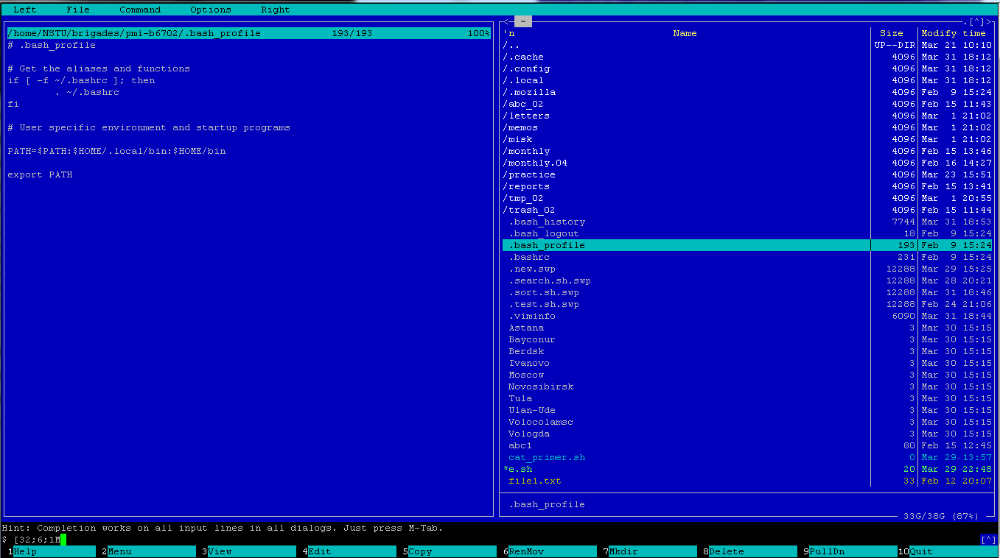 Left File Command Options Right
/home/NSTU/brigades/pmi-b6702/.bash_profile 193/193 100%
# .bash_profile
# Get the aliases and functions
if [ -f ~/.bashrc ]; then
. ~/.bashrc
fi
# User specific environment and startup programs
PATH=$PATH:$HOME/.local/bin:$HOME/bin
export PATH
<- ~ .[^]>
'n Name Size Modify time
/.. UP--DIR Mar 21 10:10
/.cache 4096 Mar 31 18:12
/.config 4096 Mar 31 18:12
/.local 4096 Mar 31 18:12
/.mozilla 4096 Feb 9 15:24
/abc_02 4096 Feb 15 11:43
/letters 4096 Mar 1 21:02
/memos 4096 Mar 1 21:02
/misk 4096 Mar 1 21:02
/monthly 4096 Feb 15 13:46
/monthly.04 4096 Feb 16 14:27
/practice 4096 Mar 23 15:51
/reports 4096 Feb 15 13:41
/tmp_02 4096 Mar 1 20:55
/trash_02 4096 Feb 15 11:44
.bash_history 7744 Mar 31 18:53
.bash_logout 18 Feb 9 15:24
.bash_profile 193 Feb 9 15:24
.bashrc 231 Feb 9 15:24
.new.swp 12288 Mar 29 15:25
.search.sh.swp 12288 Mar 28 20:21
.sort.sh.swp 12288 Mar 31 18:46
.test.sh.swp 12288 Feb 24 21:06
.viminfo 6090 Mar 31 18:44
Astana 3 Mar 30 15:15
Bayconur 3 Mar 30 15:15
Berdsk 3 Mar 30 15:15
Ivanovo 3 Mar 30 15:15
Moscow 3 Mar 30 15:15
Novosibirsk 3 Mar 30 15:15
Tula 3 Mar 30 15:15
Ulan-Ude 3 Mar 30 15:15
Volocolamsc 3 Mar 30 15:15
Vologda 3 Mar 30 15:15
abc1 80 Feb 15 12:45
cat_primer.sh 0 Mar 29 13:57
*e.sh 20 Mar 29 22:48
file1.txt 33 Feb 12 20:07
.bash_profile
33G/38G (87%)
Hint: Completion works on all input lines in all dialogs. Just press M-Tab.
$ [32;6;1M [^]
1Help 2Menu 3View 4Edit 5Copy 6RenMov 7Mkdir 8Delete 9PullDn 10Quit